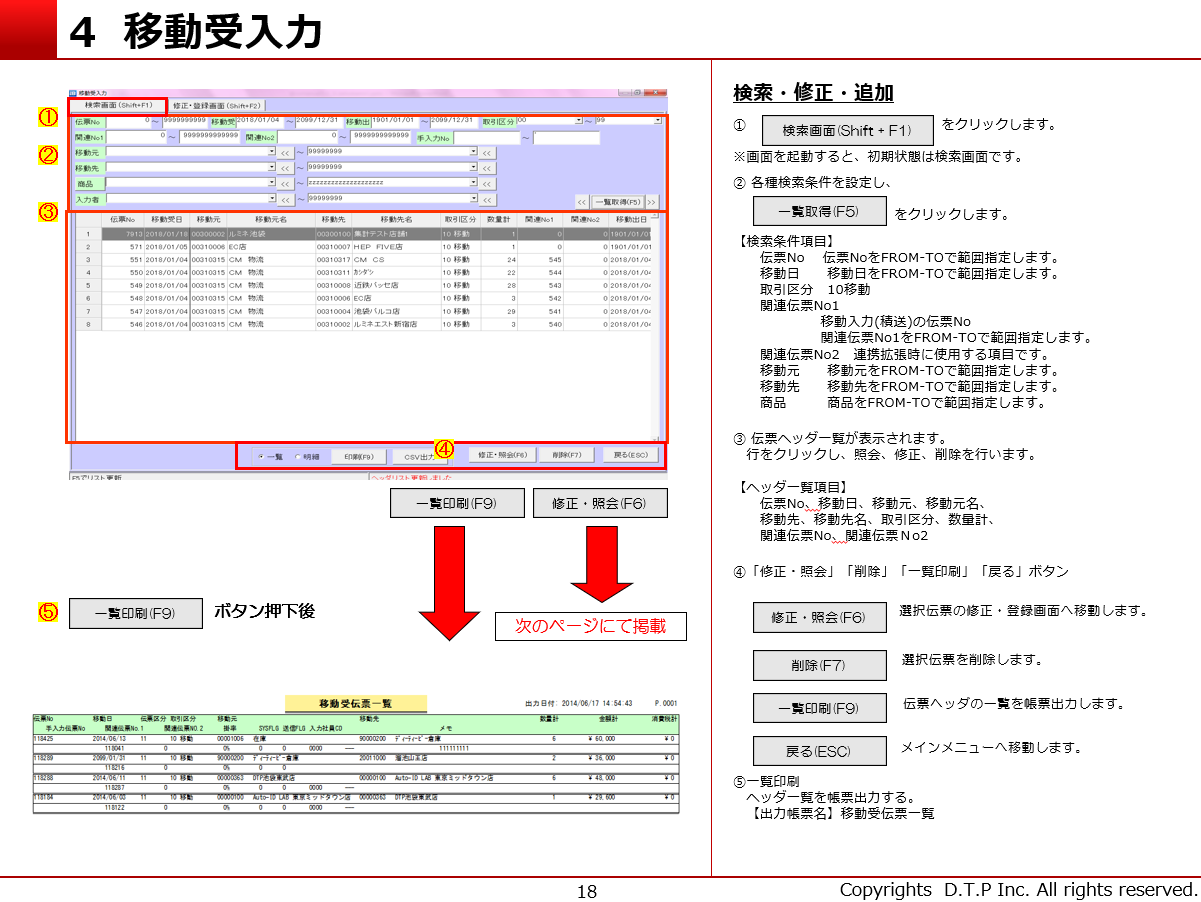 4 移動受入力
移動受入力
検索画面(Shift+F1) 修正・登録画面(Shift+F2)
①
伝票No 0 ～ 9999999999 移動受 2018/01/04 ～ 2099/12/31 移動出 1901/01/01 ～ 2099/12/31 取引区分 00 ～ 99
関連No1 0 ～ 9999999999999 関連No2 0 ～ 9999999999999 手入力No ～
②
移動元 << ～ 99999999 <<
移動先 << ～ 99999999 <<
商品 << ～ zzzzzzzzzzzzzzzzzzzz <<
入力者 << ～ 99999999 << << 一覧取得(F5) >>
③
伝票No 移動受日 移動元 移動元名 移動先 移動先名 取引区分 数量計 関連No1 関連No2 移動出日
1 7913 2018/01/18 00300002 ルミネ池袋 00300100 集計テスト店舗1 10 移動 1 0 0 1901/01/01
2 571 2018/01/05 00310006 EC店 00310007 HEP FIVE店 10 移動 1 0 0 1901/01/01
3 551 2018/01/04 00310315 CM 物流 00310317 CM CS 10 移動 24 545 0 2018/01/04
4 550 2018/01/04 00310315 CM 物流 00310311 ｶｼﾀﾞｼ 10 移動 22 544 0 2018/01/04
5 549 2018/01/04 00310315 CM 物流 00310008 近鉄パッセ店 10 移動 28 543 0 2018/01/04
6 548 2018/01/04 00310315 CM 物流 00310006 EC店 10 移動 3 542 0 2018/01/04
7 547 2018/01/04 00310315 CM 物流 00310004 池袋パルコ店 10 移動 29 541 0 2018/01/04
8 546 2018/01/04 00310315 CM 物流 00310002 ルミネエスト新宿店 10 移動 3 540 0 2018/01/04
④
一覧 明細 印刷(F9) CSV出力 修正・照会(F6) 削除(F7) 戻る(ESC)
F5でリスト更新 ヘッダリスト更新しました
一覧印刷(F9) 修正・照会(F6)
⑤ 一覧印刷(F9) ボタン押下後
次のページにて掲載
移動受伝票一覧 出力日付: 2014/06/17 14:54:43 P.0001
伝票No 移動日 伝票区分 取引区分 移動元 移動先 数量計 金額計 消費税計
手入力伝票No 関連伝票No.1 関連伝票NO.2 掛率 SYSFLG 送信FLG 入力社員CD メモ
118425 2014/06/13 11 10 移動 00001006 在庫 90000200 ディーティーピー倉庫 6 ¥ 60,000 ¥ 0
118041 0 0% 0 0 0000 ── 111111111
118289 2099/01/31 11 10 移動 90000200 ディーティーピー倉庫 20011000 溜池山王店 2 ¥ 36,000 ¥ 0
118216 0 0% 0 0 0000 ──
118288 2014/06/11 11 10 移動 00000363 DTP池袋東武店 00000100 Auto-ID LAB 東京ミッドタウン店 6 ¥ 48,000 ¥ 0
118287 0 0% 0 0 0000 ──
118184 2014/06/03 11 10 移動 00000100 Auto-ID LAB 東京ミッドタウン店 00000363 DTP池袋東武店 1 ¥ 29,600 ¥ 0
118122 0 0% 0 0 0000 ──
検索・修正・追加
① 検索画面(Shift + F1) をクリックします。
※画面を起動すると、初期状態は検索画面です。
② 各種検索条件を設定し、
一覧取得(F5) をクリックします。
【検索条件項目】
伝票No 伝票NoをFROM-TOで範囲指定します。
移動日 移動日をFROM-TOで範囲指定します。
取引区分 10移動
関連伝票No1
移動入力(積送)の伝票No
関連伝票No1をFROM-TOで範囲指定します。
関連伝票No2 連携拡張時に使用する項目です。
移動元 移動元をFROM-TOで範囲指定します。
移動先 移動先をFROM-TOで範囲指定します。
商品 商品をFROM-TOで範囲指定します。
③ 伝票ヘッダ一覧が表示されます。
行をクリックし、照会、修正、削除を行います。
【ヘッダ一覧項目】
伝票No、移動日、移動元、移動元名、
移動先、移動先名、取引区分、数量計、
関連伝票No、関連伝票Ｎo2
④「修正・照会」「削除」「一覧印刷」「戻る」ボタン
修正・照会(F6) 選択伝票の修正・登録画面へ移動します。
削除(F7) 選択伝票を削除します。
一覧印刷(F9) 伝票ヘッダの一覧を帳票出力します。
戻る(ESC) メインメニューへ移動します。
⑤一覧印刷
ヘッダ一覧を帳票出力する。
【出力帳票名】移動受伝票一覧
18
Copyrights D.T.P Inc. All rights reserved.